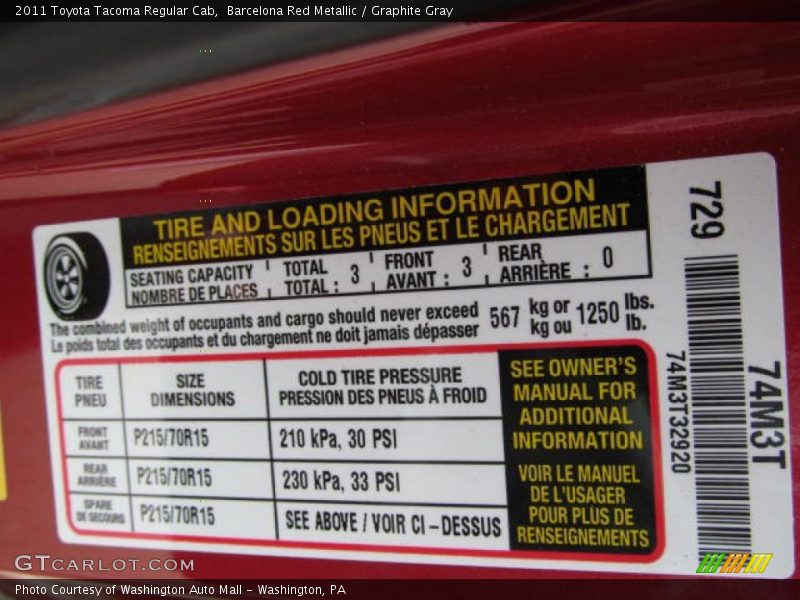 2011 Toyota Tacoma Regular Cab, Barcelona Red Metallic / Graphite Gray
TIRE AND LOADING INFORMATION
RENSEIGNEMENTS SUR LES PNEUS ET LE CHARGEMENT
SEATING CAPACITY
NOMBRE DE PLACES
TOTAL
TOTAL : 3
FRONT
AVANT : 3
REAR
ARRIÈRE : 0
The combined weight of occupants and cargo should never exceed 567 kg or 1250 lbs.
Le poids total des occupants et du chargement ne doit jamais dépasser kg ou lb.
TIRE
PNEU
SIZE
DIMENSIONS
COLD TIRE PRESSURE
PRESSION DES PNEUS À FROID
FRONT
AVANT
P215/70R15
210 kPa, 30 PSI
REAR
ARRIÈRE
P215/70R15
230 kPa, 33 PSI
SPARE
DE SECOURS
P215/70R15
SEE ABOVE / VOIR CI-DESSUS
SEE OWNER'S
MANUAL FOR
ADDITIONAL
INFORMATION
VOIR LE MANUEL
DE L'USAGER
POUR PLUS DE
RENSEIGNEMENTS
729
74M3T32920
74M3T
GTCARLOT.COM
Photo Courtesy of Washington Auto Mall - Washington, PA